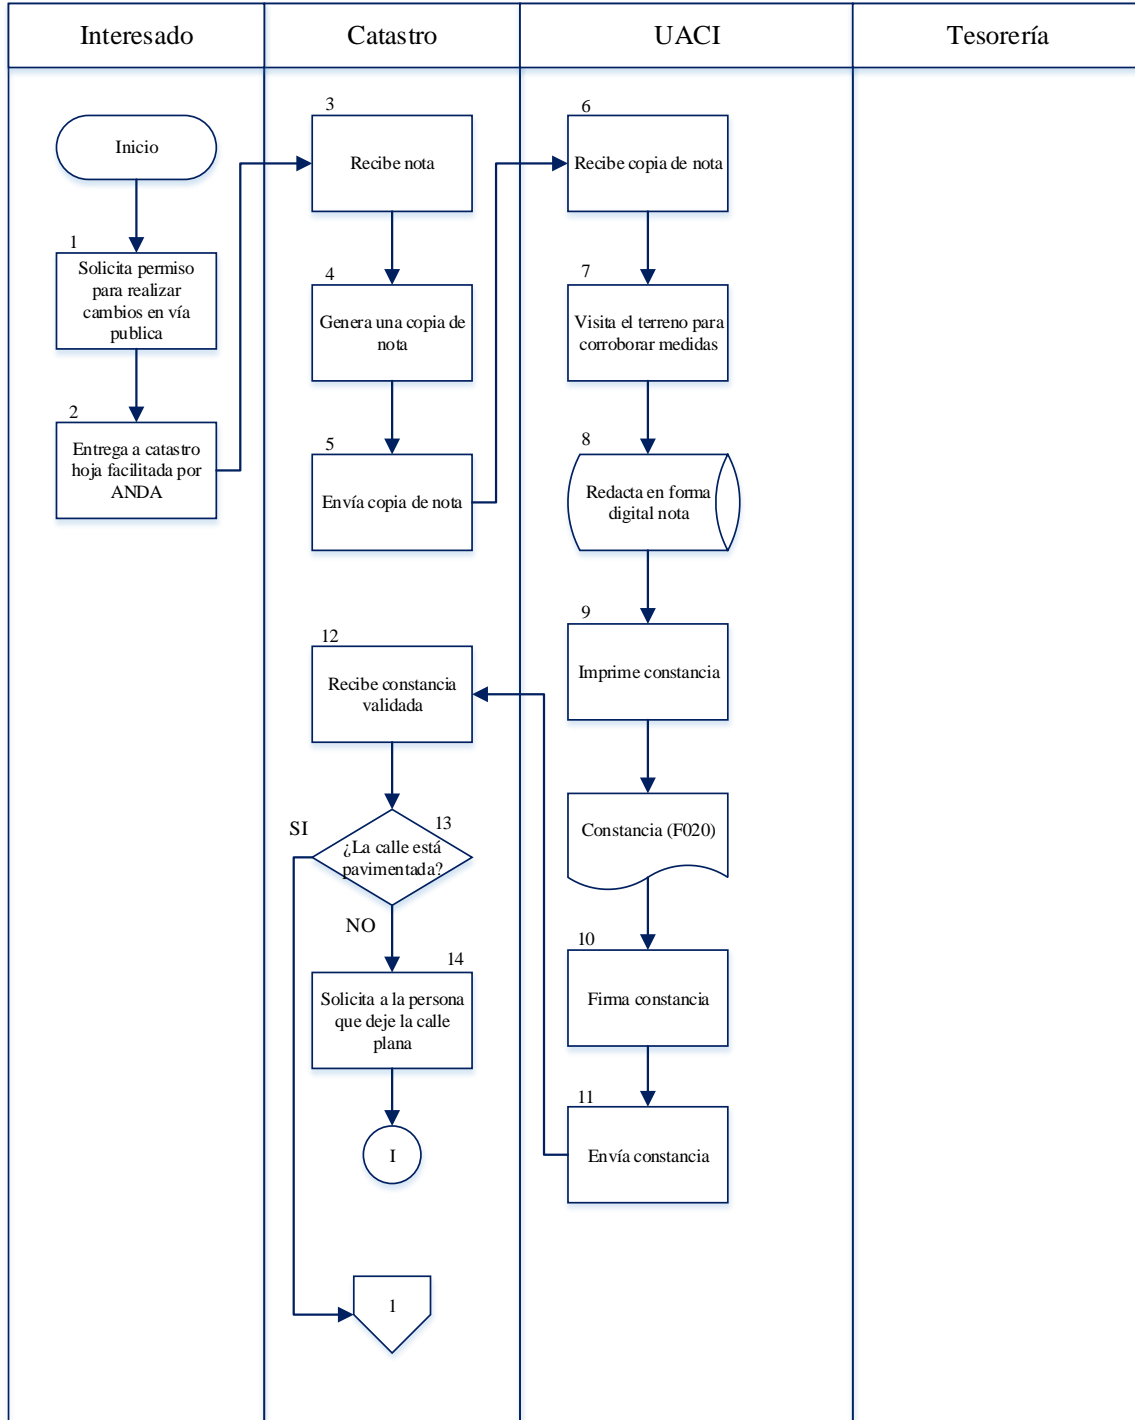 Interesado
Catastro
UACI
Tesorería
Inicio
1
Solicita permiso
para realizar
cambios en vía
publica
2
Entrega a catastro
hoja facilitada por
ANDA
3
Recibe nota
4
Genera una copia de
nota
5
Envía copia de nota
6
Recibe copia de nota
7
Visita el terreno para
corroborar medidas
8
Redacta en forma
digital nota
9
Imprime constancia
Constancia (F020)
10
Firma constancia
11
Envía constancia
12
Recibe constancia
validada
13
¿La calle está
pavimentada?
SI
NO
14
Solicita a la persona
que deje la calle
plana
I
1